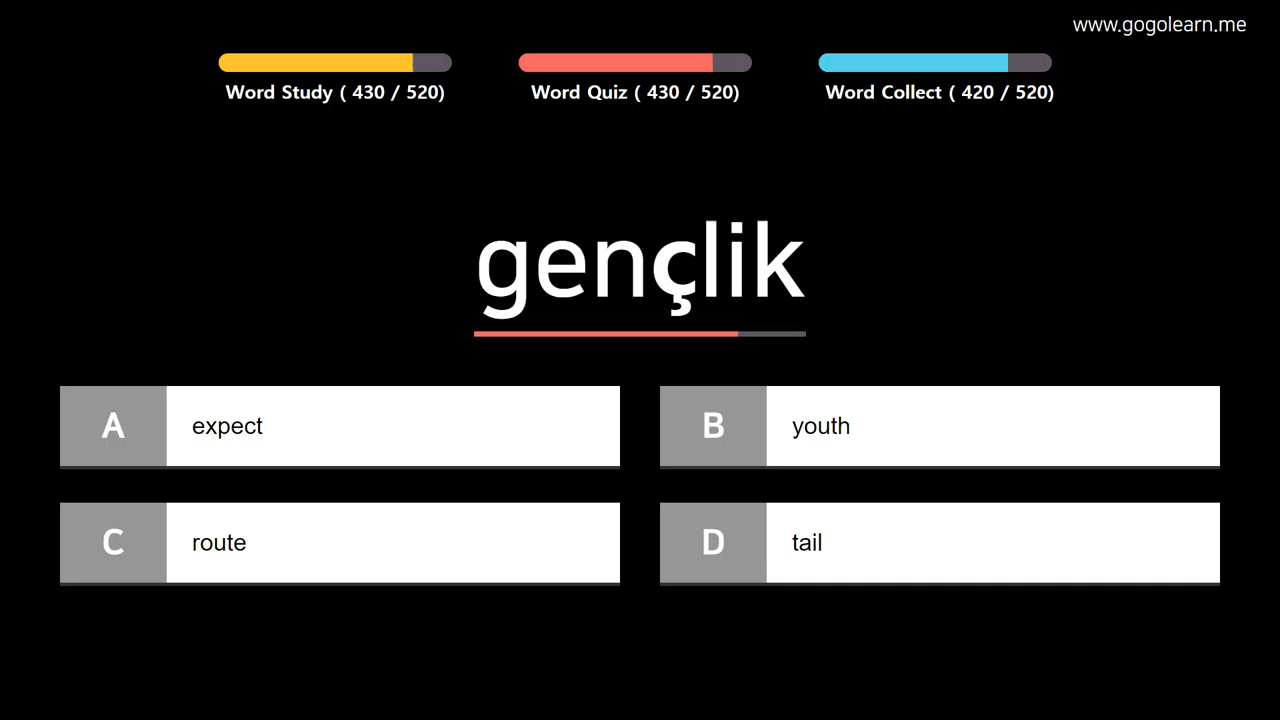 www.gogolearn.me
Word Study ( 430 / 520)
Word Quiz ( 430 / 520)
Word Collect ( 420 / 520)
gençlik
A expect
B youth
C route
D tail